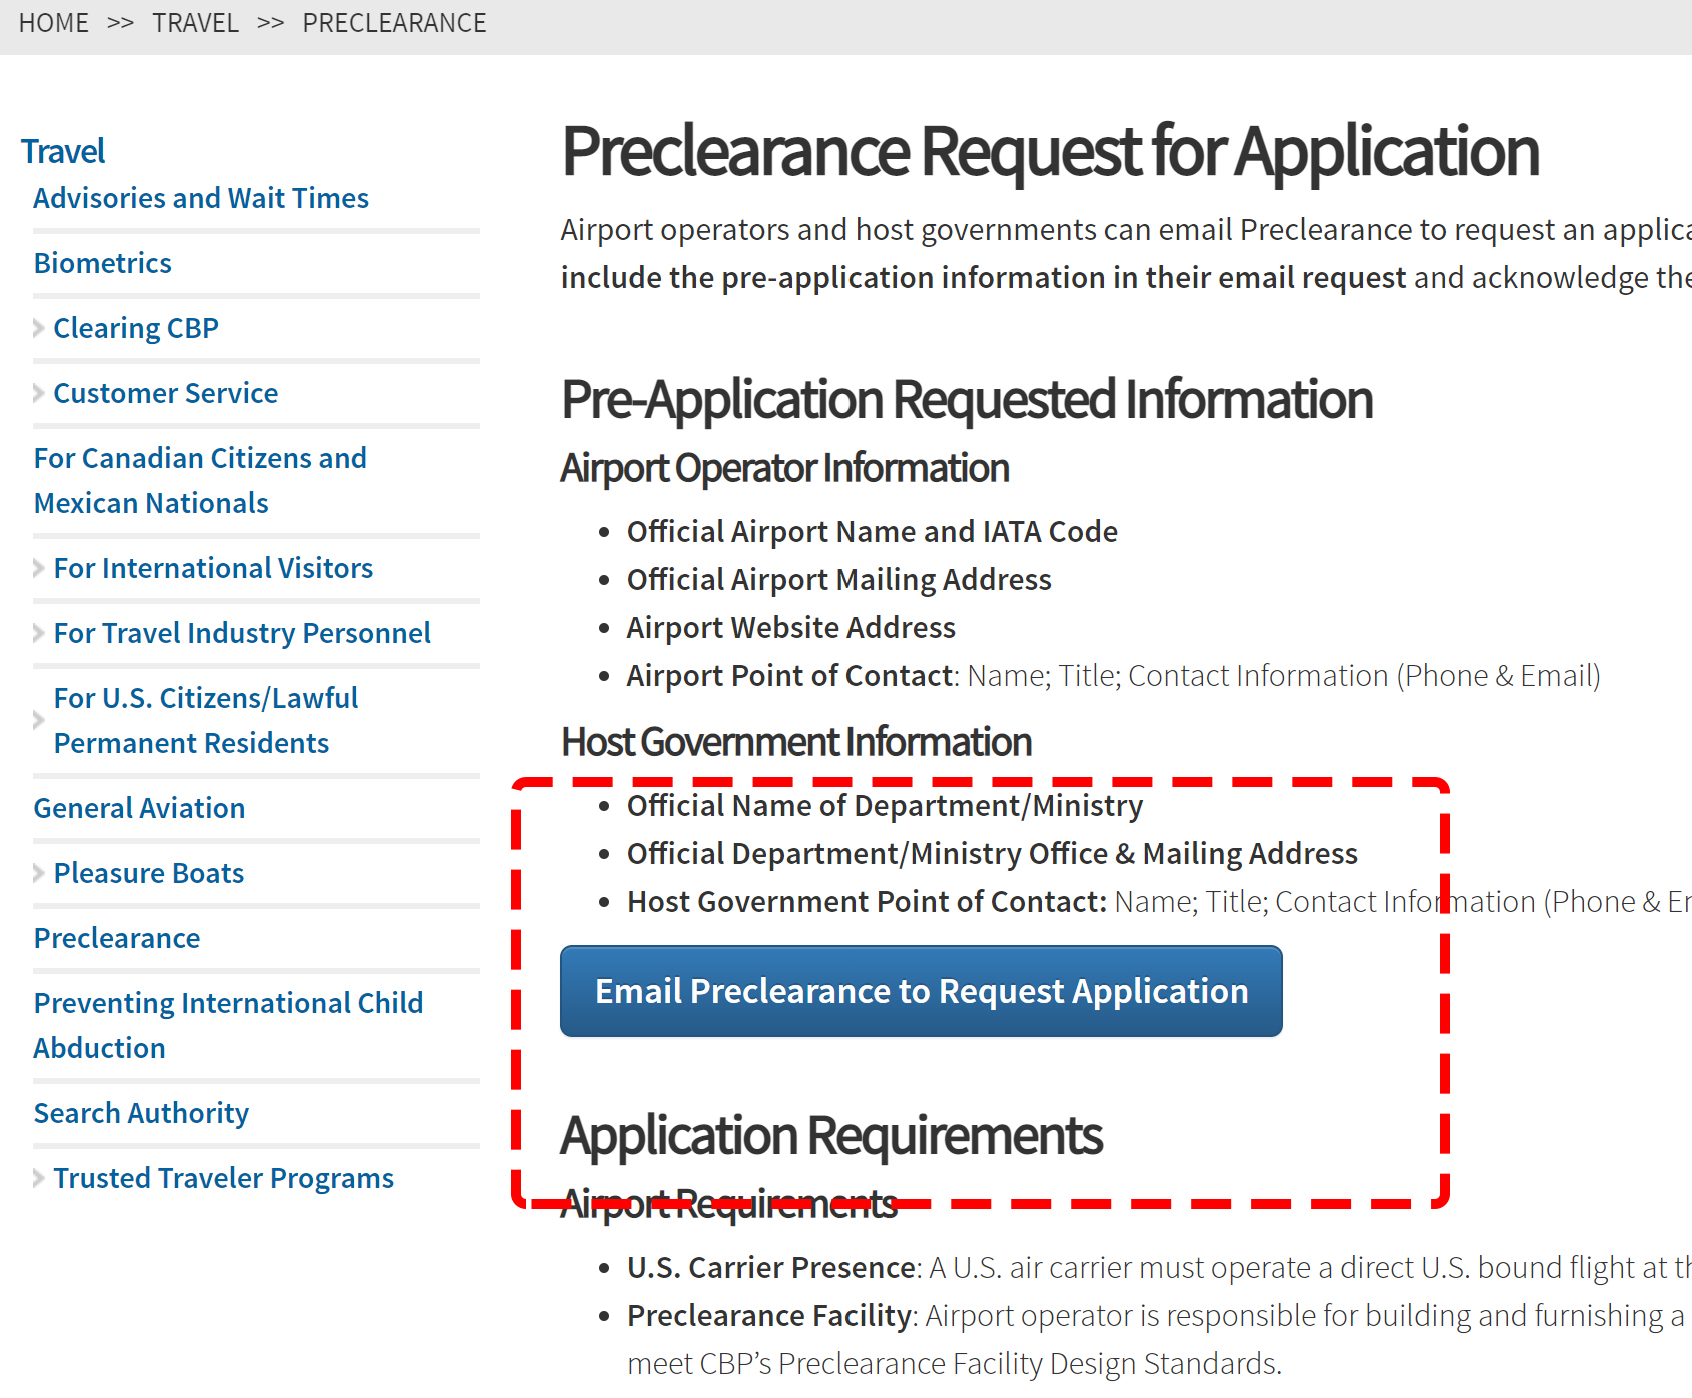 HOME >> TRAVEL >> PRECLEARANCE
Travel
Advisories and Wait Times
Biometrics
Clearing CBP
Customer Service
For Canadian Citizens and
Mexican Nationals
For International Visitors
For Travel Industry Personnel
For U.S. Citizens/Lawful
Permanent Residents
General Aviation
Pleasure Boats
Preclearance
Preventing International Child
Abduction
Search Authority
Trusted Traveler Programs
Preclearance Request for Application
Airport operators and host governments can email Preclearance to request an
include the pre-application information in their email request and acknowledge
Pre-Application Requested Information
Airport Operator Information
• Official Airport Name and IATA Code
• Official Airport Mailing Address
• Airport Website Address
• Airport Point of Contact: Name; Title; Contact Information (Phone & Email)
Host Government Information
• Official Name of Department/Ministry
• Official Department/Ministry Office & Mailing Address
• Host Government Point of Contact: Name; Title; Contact Information (Phone &
Email Preclearance to Request Application
Application Requirements
Airport Requirements
• U.S. Carrier Presence: A U.S. air carrier must operate a direct U.S. bound flight at
• Preclearance Facility: Airport operator is responsible for building and furnishing a
meet CBP’s Preclearance Facility Design Standards.